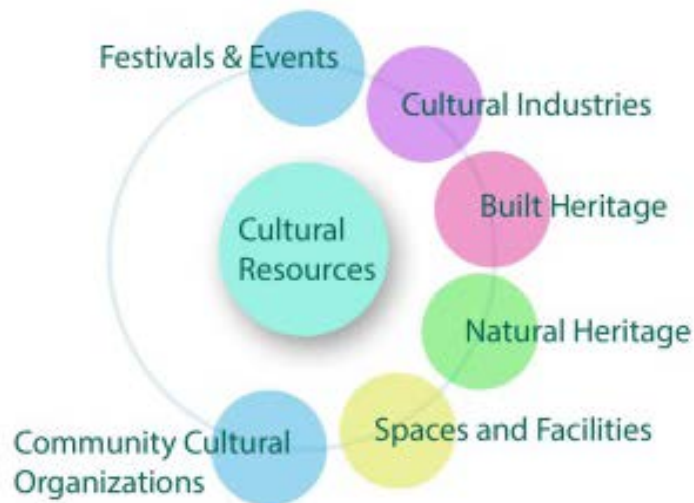 Festivals & Events
Cultural Industries
Built Heritage
Cultural
Resources
Natural Heritage
Spaces and Facilities
Community Cultural
Organizations